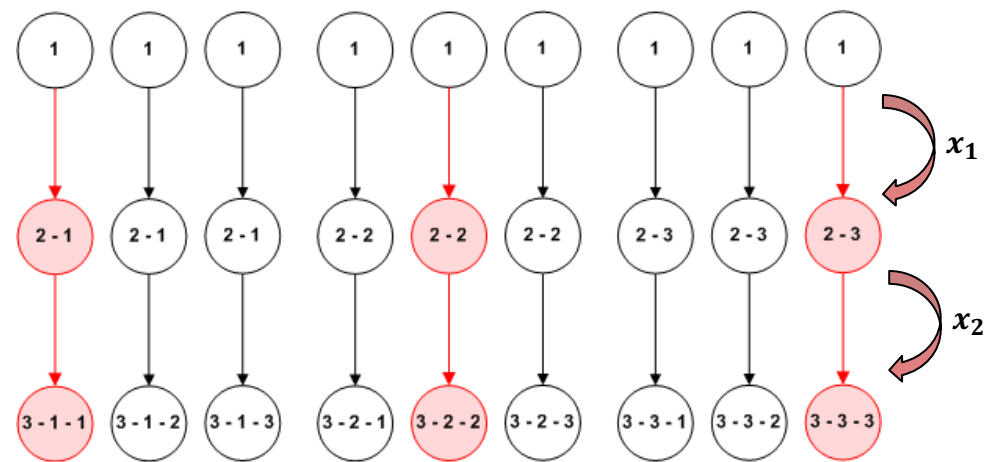 1 1 1 1 1 1 1 1 1
x₁
2 - 1 2 - 1 2 - 1 2 - 2 2 - 2 2 - 2 2 - 3 2 - 3 2 - 3
x₂
3 - 1 - 1 3 - 1 - 2 3 - 1 - 3 3 - 2 - 1 3 - 2 - 2 3 - 2 - 3 3 - 3 - 1 3 - 3 - 2 3 - 3 - 3